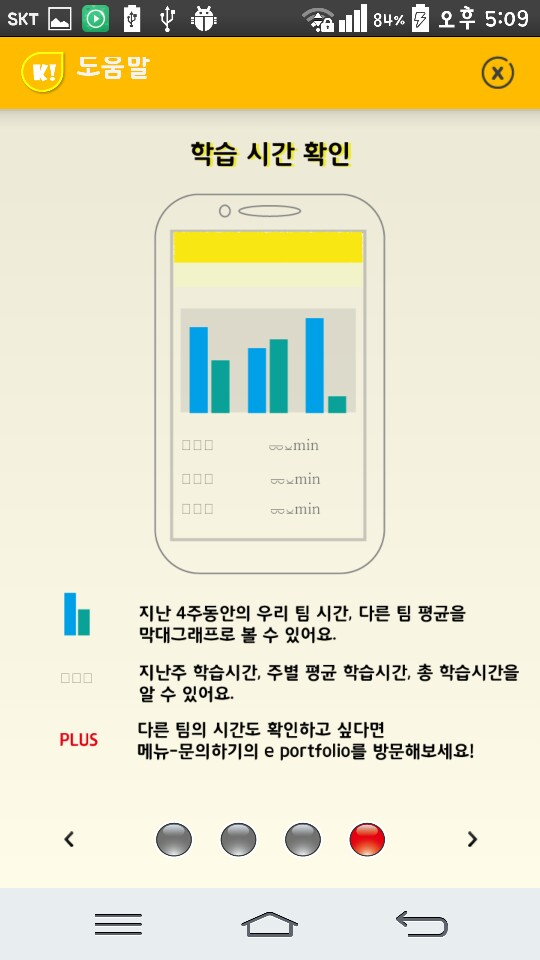 SKT 84% 오후 5:09
K! 도움말
학습 시간 확인
min
min
min
지난 4주동안의 우리 팀 시간, 다른 팀 평균을
막대그래프로 볼 수 있어요.
지난주 학습시간, 주별 평균 학습시간, 총 학습시간을
알 수 있어요.
PLUS
다른 팀의 시간도 확인하고 싶다면
메뉴-문의하기의 e portfolio를 방문해보세요!